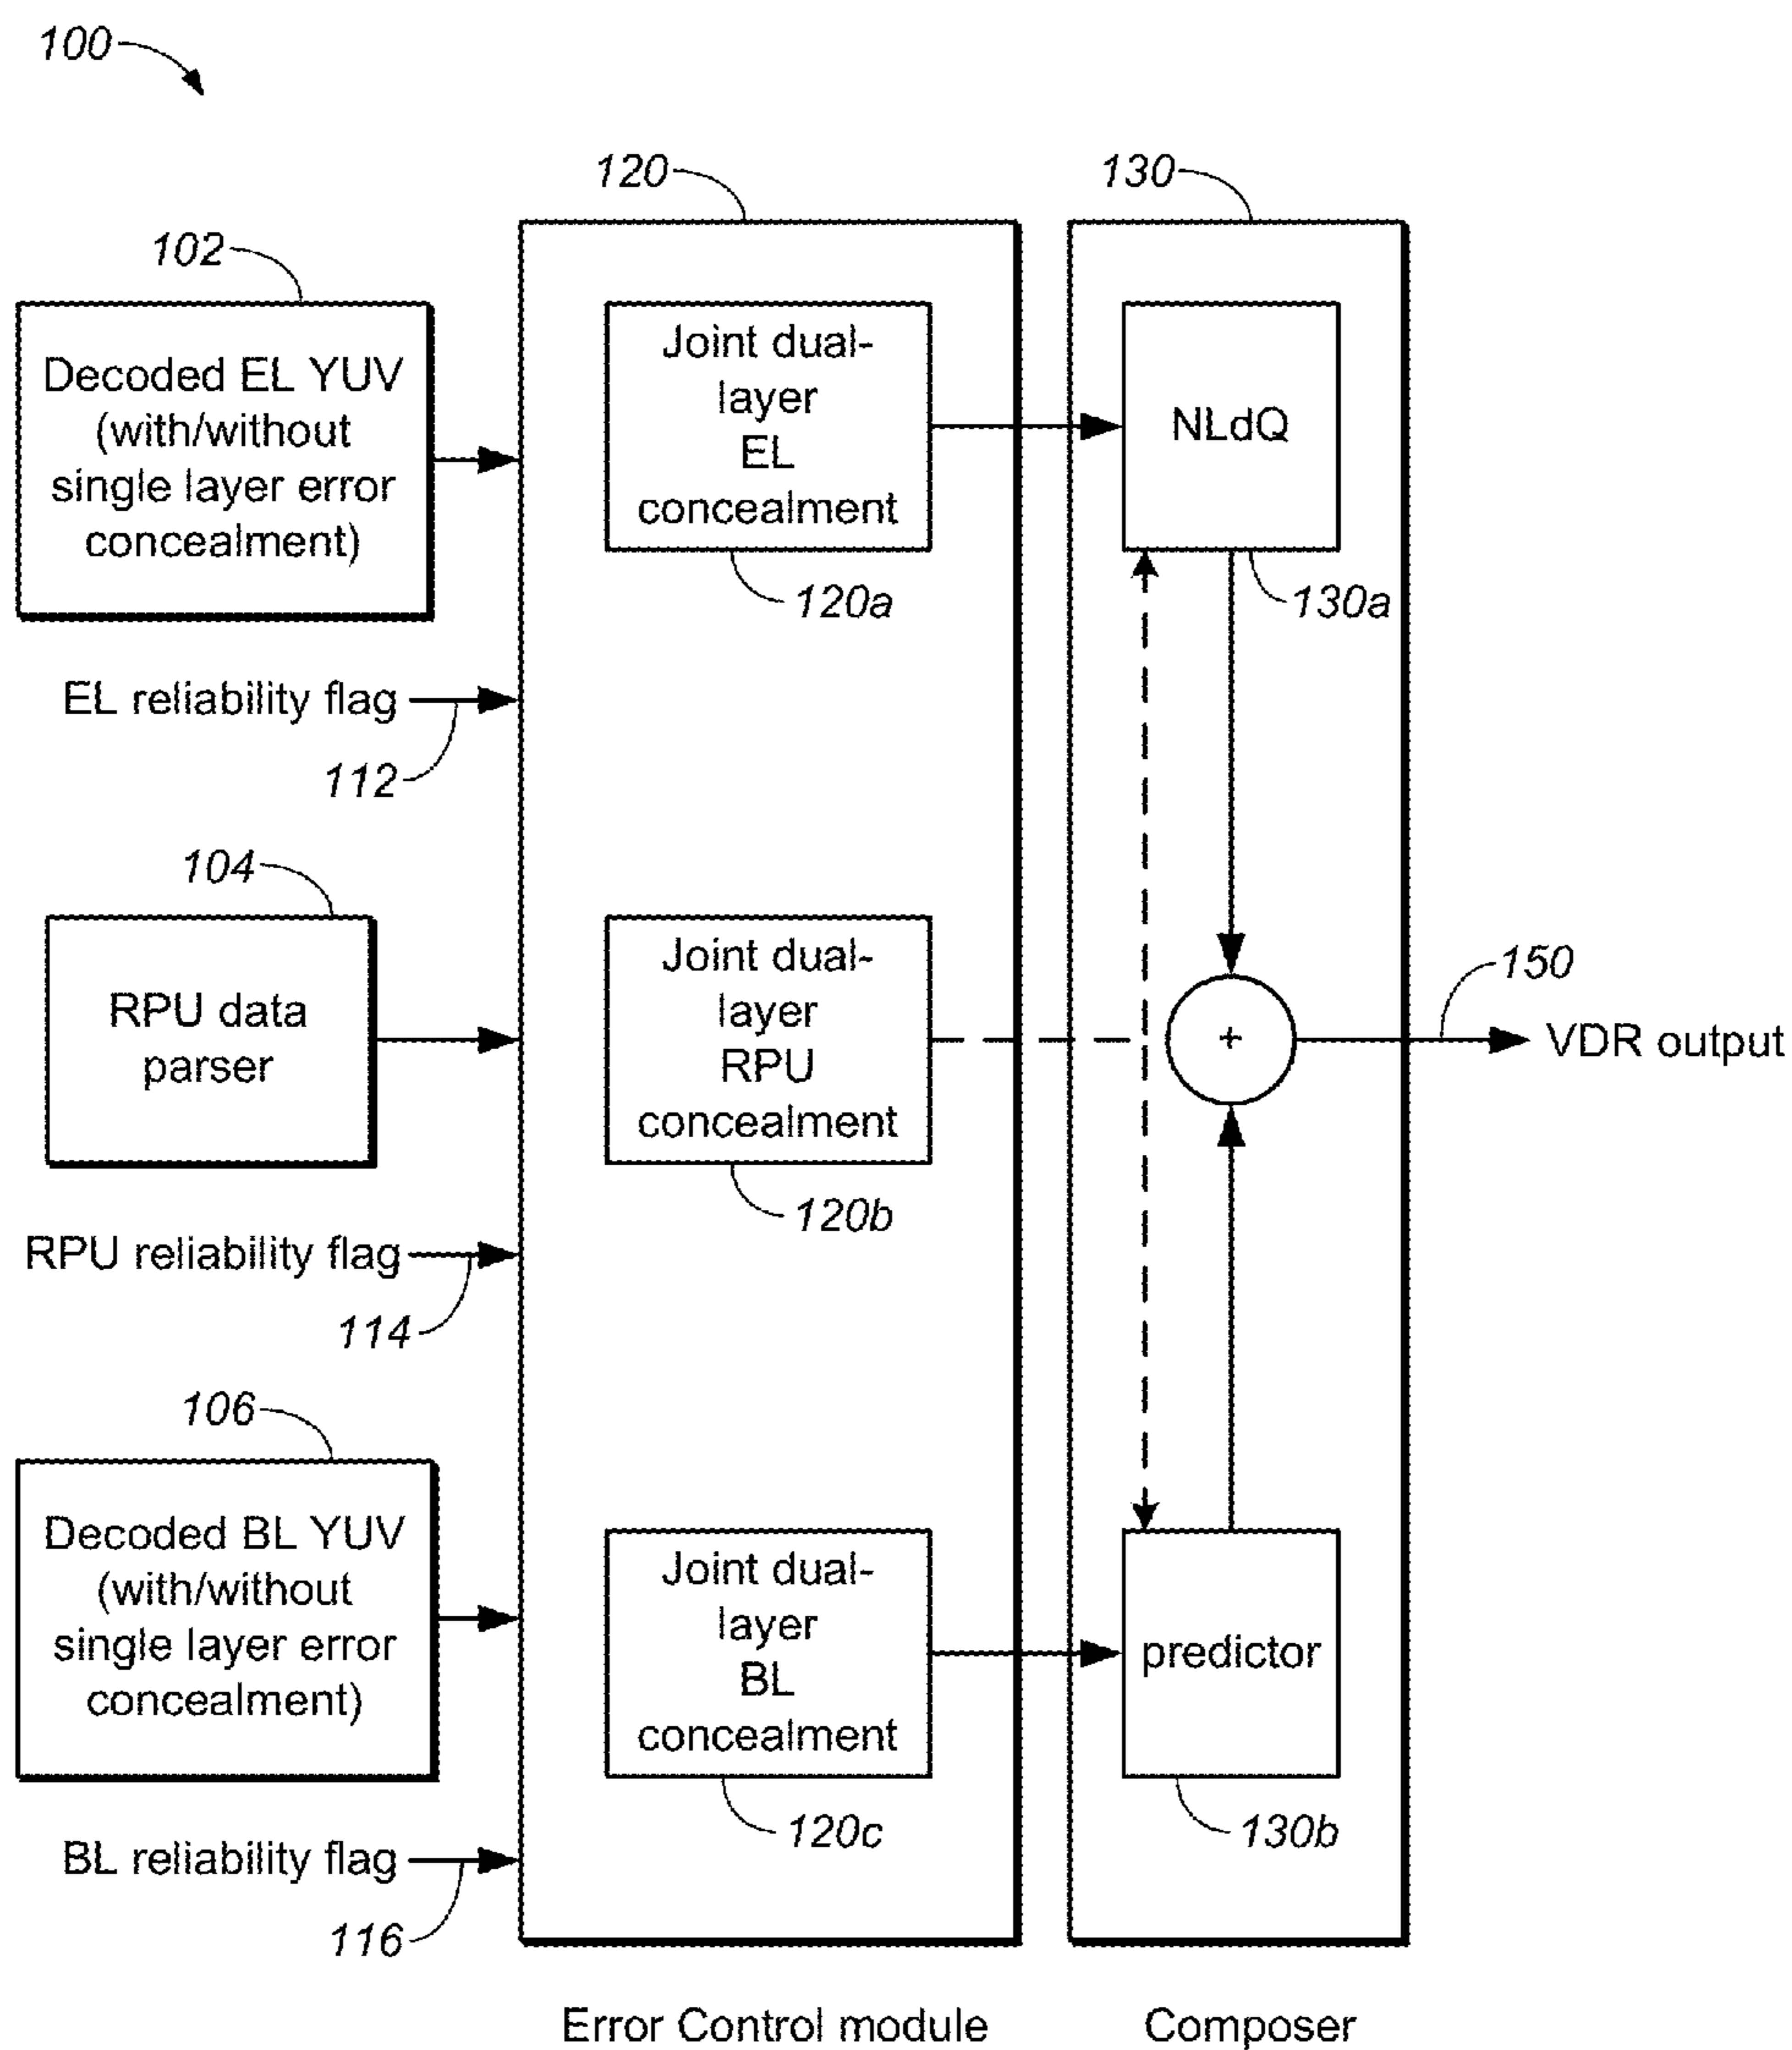 100
120
130
102
Decoded EL YUV
(with/without
single layer error
concealment)
Joint dual-
layer
EL
concealment
NLdQ
120a
130a
EL reliability flag
112
104
RPU data
parser
Joint dual-
layer
RPU
concealment
+
150
VDR output
120b
RPU reliability flag
114
106
Decoded BL YUV
(with/without
single layer error
concealment)
Joint dual-
layer
BL
concealment
predictor
120c
130b
BL reliability flag
116
Error Control module
Composer